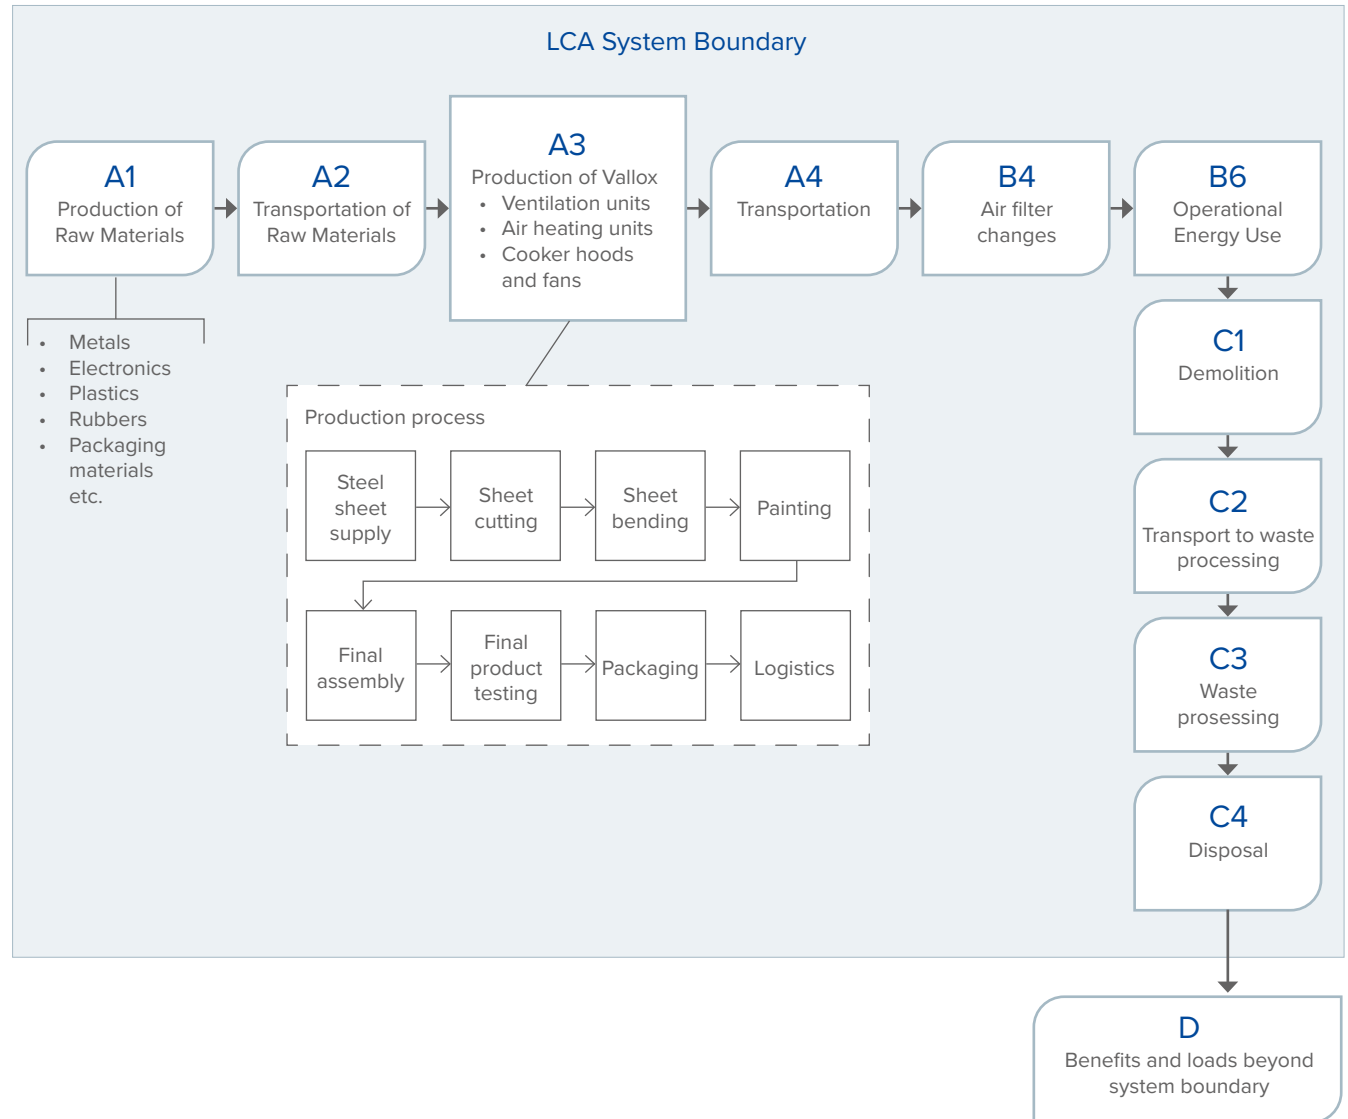 LCA System Boundary
A1
Production of
Raw Materials
A2
Transportation of
Raw Materials
A3
Production of Vallox
• Ventilation units
• Air heating units
• Cooker hoods
and fans
A4
Transportation
B4
Air filter
changes
B6
Operational
Energy Use
• Metals
• Electronics
• Plastics
• Rubbers
• Packaging
materials
etc.
Production process
Steel
sheet
supply
Sheet
cutting
Sheet
bending
Painting
Final
assembly
Final
product
testing
Packaging
Logistics
C1
Demolition
C2
Transport to waste
processing
C3
Waste
prosessing
C4
Disposal
D
Benefits and loads beyond
system boundary